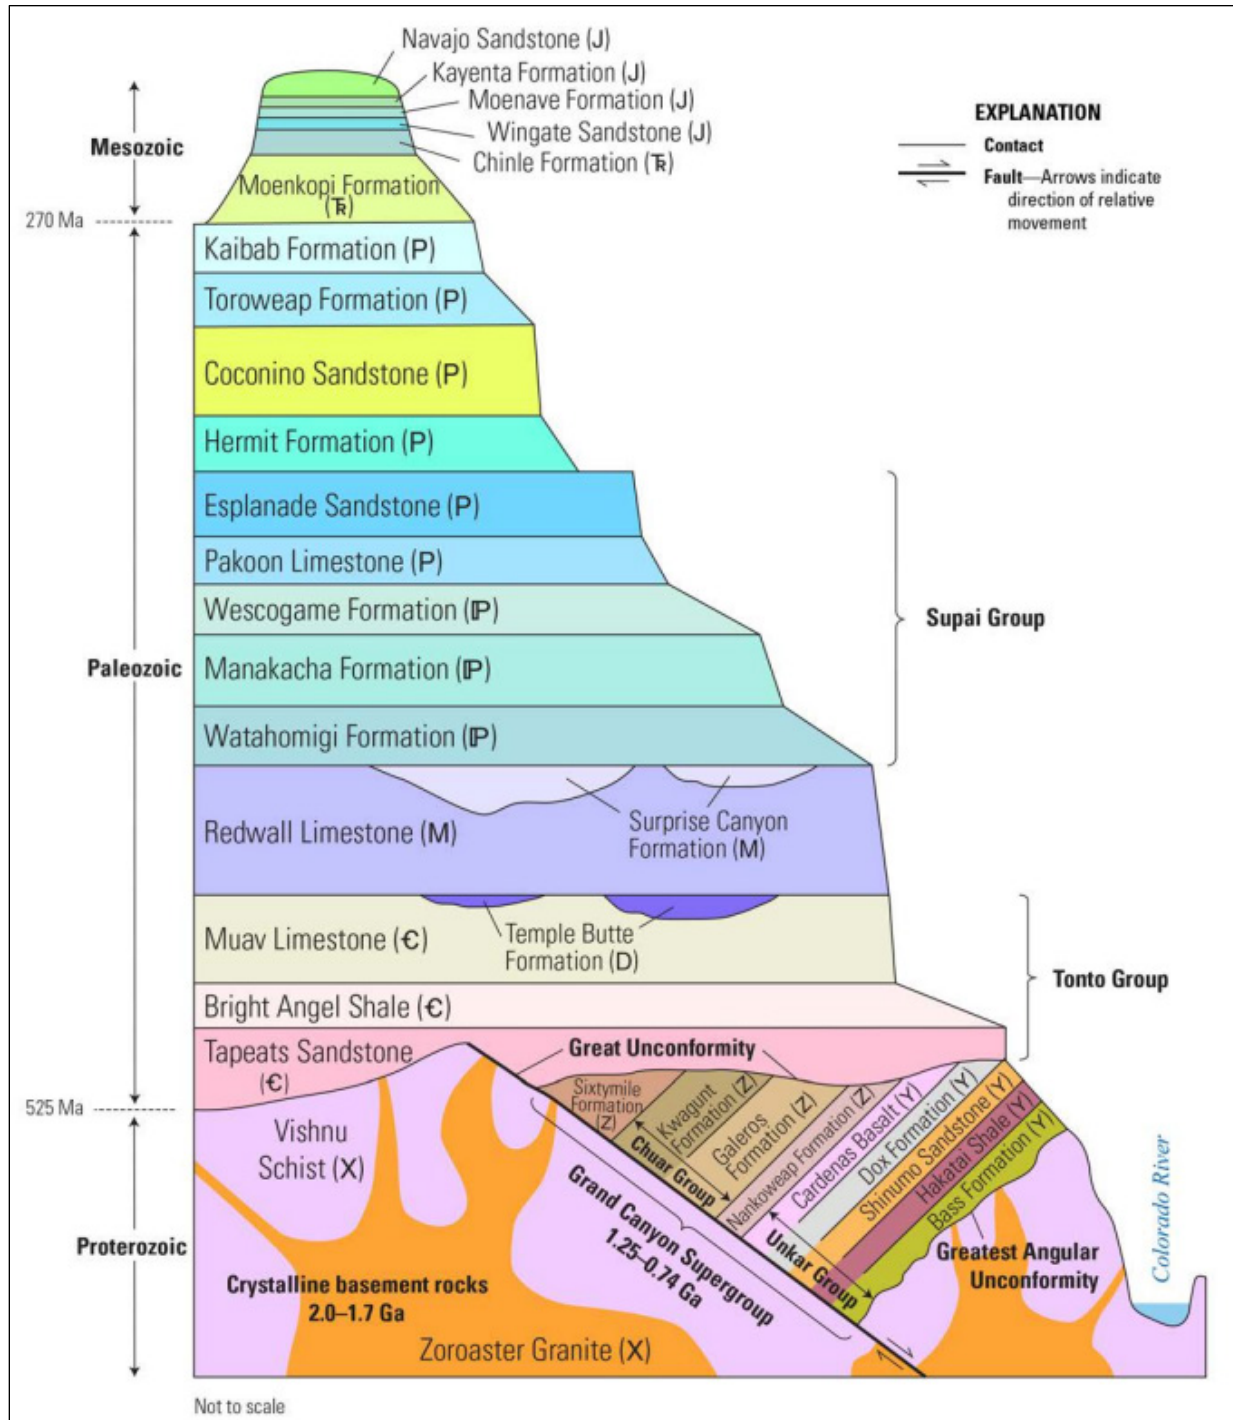 Navajo Sandstone (J)
Kayenta Formation (J)
Moenave Formation (J)
Wingate Sandstone (J)
Chinle Formation (TR)
Moenkopi Formation
(TR)
EXPLANATION
Contact
Fault—Arrows indicate
direction of relative
movement
Mesozoic
270 Ma
Kaibab Formation (P)
Toroweap Formation (P)
Coconino Sandstone (P)
Hermit Formation (P)
Esplanade Sandstone (P)
Pakoon Limestone (P)
Wescogame Formation (ℙ)
Supai Group
Manakacha Formation (ℙ)
Paleozoic
Watahomigi Formation (ℙ)
Redwall Limestone (M)
Surprise Canyon
Formation (M)
Muav Limestone (Є)
Temple Butte
Formation (D)
Tonto Group
Bright Angel Shale (Є)
Tapeats Sandstone
(Є)
Great Unconformity
525 Ma
Sixtymile
Formation
(Z)
Kwagunt
Formation (Z)
Galeros
Formation (Z)
Nankoweap Formation (Z)
Cardenas Basalt (Y)
Dox Formation (Y)
Shinumo Sandstone (Y)
Hakatai Shale (Y)
Bass Formation (Y)
Chuar Group
Unkar Group
Grand Canyon Supergroup
1.25–0.74 Ga
Vishnu
Schist (X)
Proterozoic
Greatest Angular
Unconformity
Colorado River
Crystalline basement rocks
2.0–1.7 Ga
Zoroaster Granite (X)
Not to scale